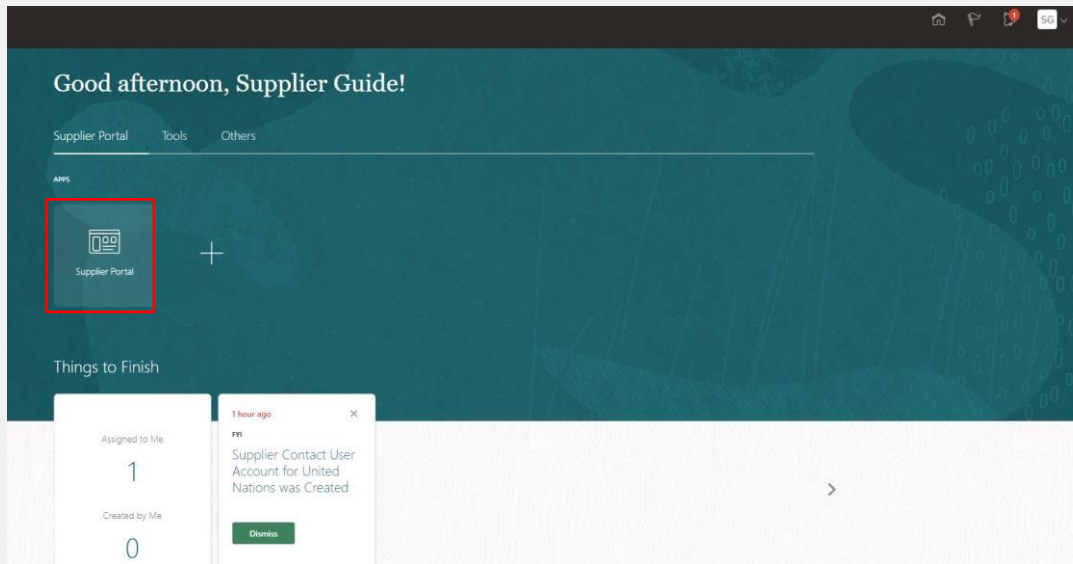 1
SG
Good afternoon, Supplier Guide!
Supplier Portal Tools Others
APPS
Supplier Portal
Things to Finish
Assigned to Me
1
Created by Me
0
1 hour ago
FYI
Supplier Contact User
Account for United
Nations was Created
Dismiss